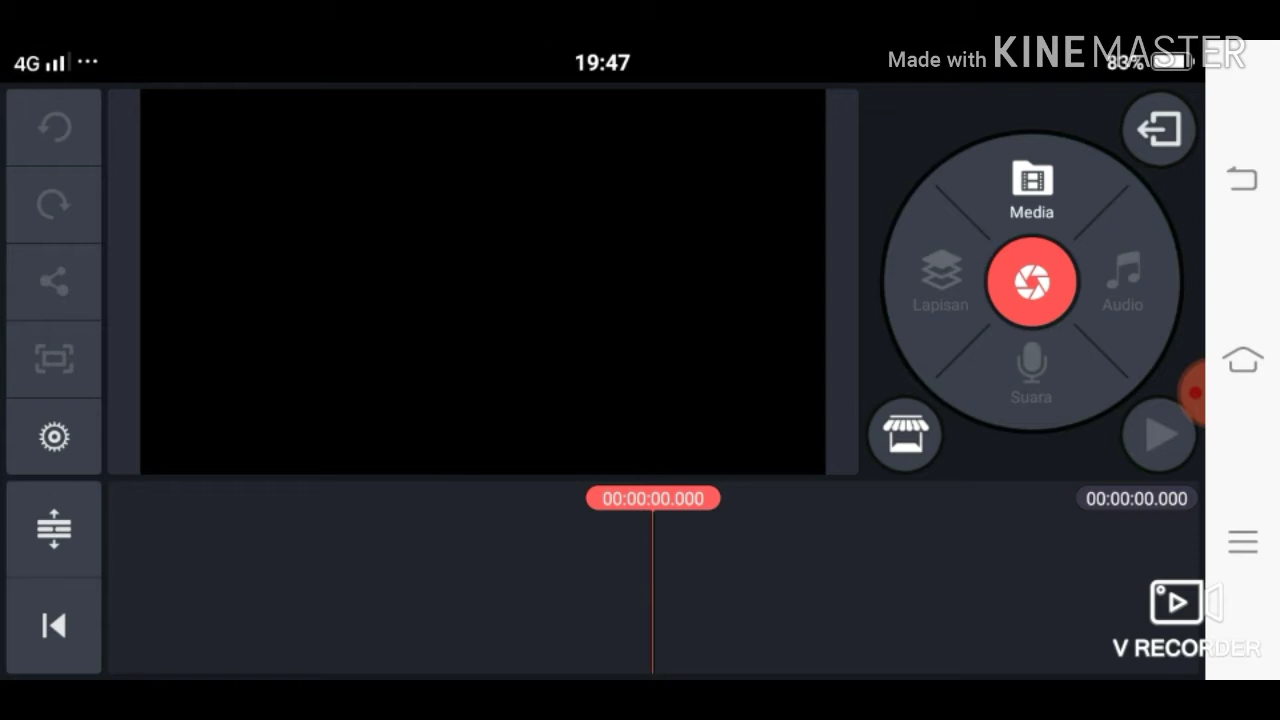 4G
19:47
Made with KINEMASTER
83%
Media
Lapisan
Audio
Suara
00:00:00.000
00:00:00.000
V RECORDER